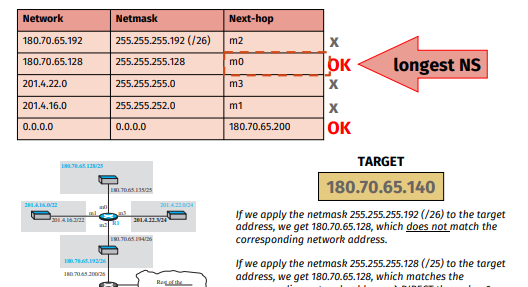 Network Netmask Next-hop
180.70.65.192 255.255.255.192 (/26) m2 X
180.70.65.128 255.255.255.128 m0 OK
longest NS
201.4.22.0 255.255.255.0 m3 X
201.4.16.0 255.255.252.0 m1 X
0.0.0.0 0.0.0.0 180.70.65.200 OK
TARGET
180.70.65.140
180.70.65.128/25
180.70.65.135/25
201.4.16.0/22
201.4.22.0/24
m0
m1
m3
201.4.16.2/22
R1
201.4.22.3/24
m2
180.70.65.194/26
180.70.65.192/26
180.70.65.200/26
Rest of the
If we apply the netmask 255.255.255.192 (/26) to the target
address, we get 180.70.65.128, which does not match the
corresponding network address.
If we apply the netmask 255.255.255.128 (/25) to the target
address, we get 180.70.65.128, which matches the